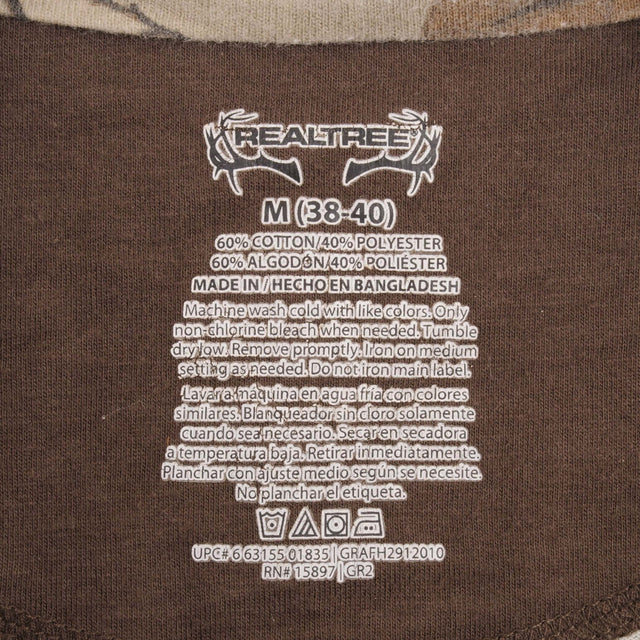 REALTREE
M (38-40)
60% COTTON/40% POLYESTER
60% ALGODÓN/40% POLIÉSTER
MADE IN / HECHO EN BANGLADESH
Machine wash cold with like colors. Only
non-chlorine bleach when needed. Tumble
dry low. Remove promptly. Iron on medium
setting as needed. Do not iron main label.
Lavar a máquina en agua fría con colores
similares. Blanqueador sin cloro solamente
cuando sea necesario. Secar en secadora
a temperatura baja. Retirar inmediatamente.
Planchar con ajuste medio según se necesite.
No planchar el etiqueta.
UPC# 6 63155 01835 | GRAFH2912010
RN# 15897 | GR2